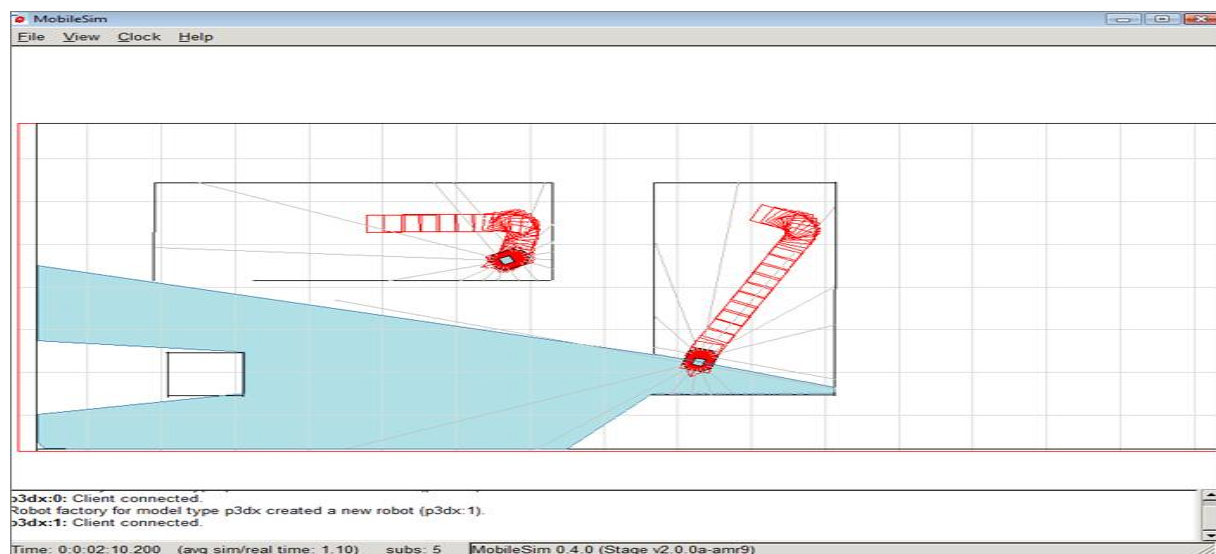 MobileSim
File View Clock Help
p3dx:0: Client connected.
Robot factory for model type p3dx created a new robot (p3dx:1).
p3dx:1: Client connected.
Time: 0:0:02:10.200 (avg sim/real time: 1.10) subs: 5 MobileSim 0.4.0 (Stage v2.0.0a-amr9)